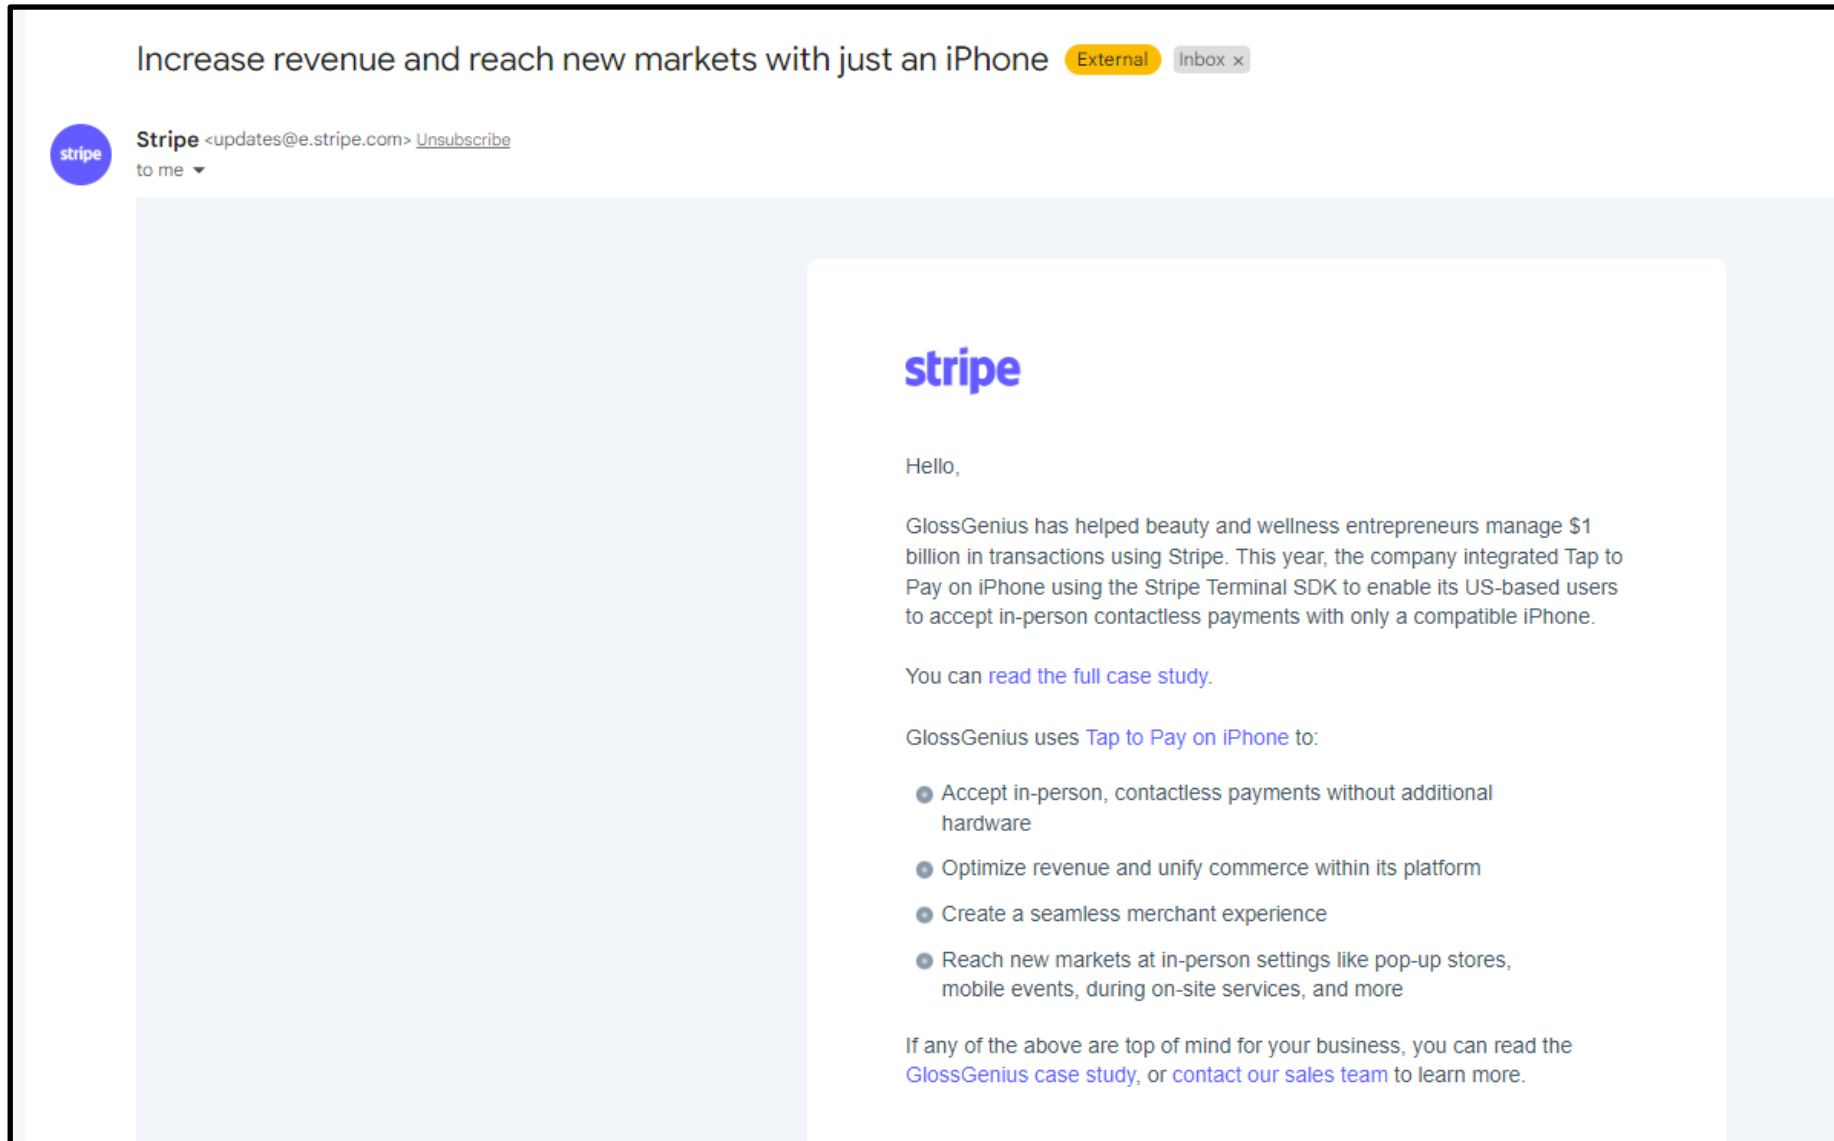 Increase revenue and reach new markets with just an iPhone External Inbox ×
Stripe <updates@e.stripe.com> Unsubscribe
stripe
to me
stripe
Hello,
GlossGenius has helped beauty and wellness entrepreneurs manage $1
billion in transactions using Stripe. This year, the company integrated Tap to
Pay on iPhone using the Stripe Terminal SDK to enable its US-based users
to accept in-person contactless payments with only a compatible iPhone.
You can read the full case study.
GlossGenius uses Tap to Pay on iPhone to:
Accept in-person, contactless payments without additional
hardware
Optimize revenue and unify commerce within its platform
Create a seamless merchant experience
Reach new markets at in-person settings like pop-up stores,
mobile events, during on-site services, and more
If any of the above are top of mind for your business, you can read the
GlossGenius case study, or contact our sales team to learn more.